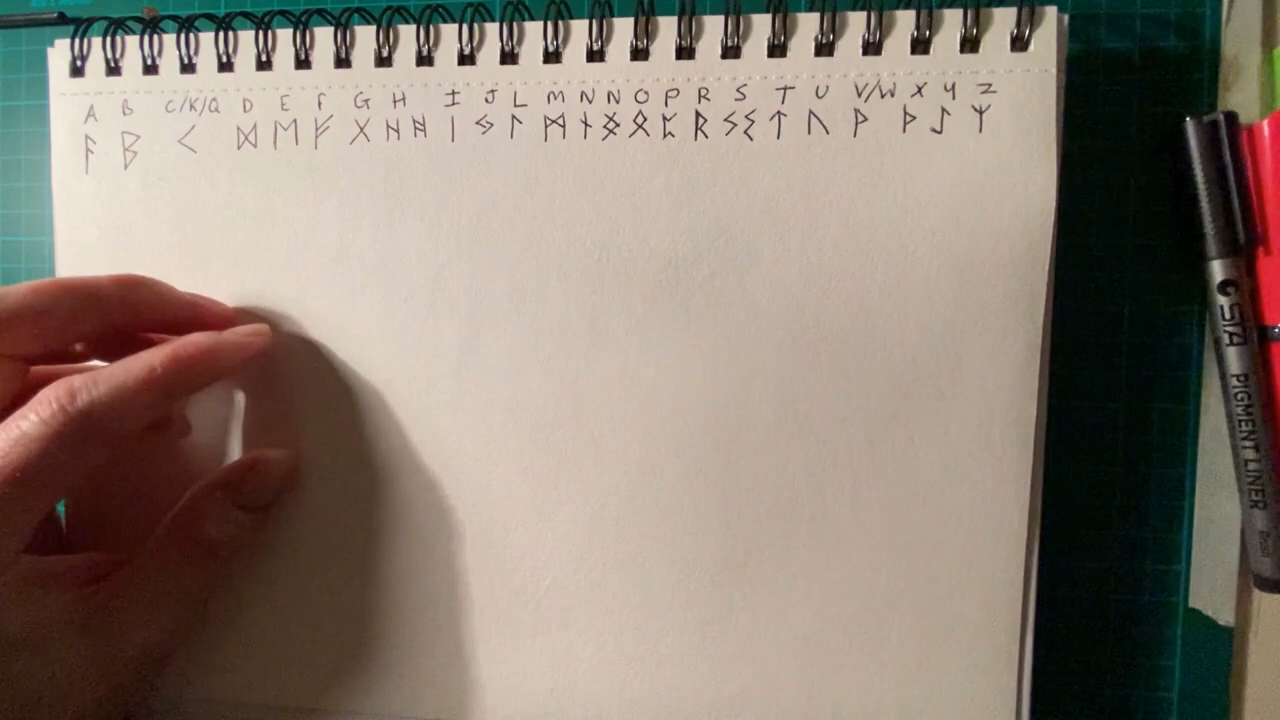 A B C/K/Q D E F G H I J L M N N O P R S T U V/W X Y Z
ᚨ ᛒ ᚲ ᛞ ᛖ ᚠ ᚷ ᚺ ᚻ ᛁ ᛃ ᛚ ᛗ ᚾ ᛝ ᛟ ᛈ ᚱ ᛊ ᛊ ᛏ ᚢ ᚹ ᚦ ᛇ ᛉ
STA PIGMENT LINER